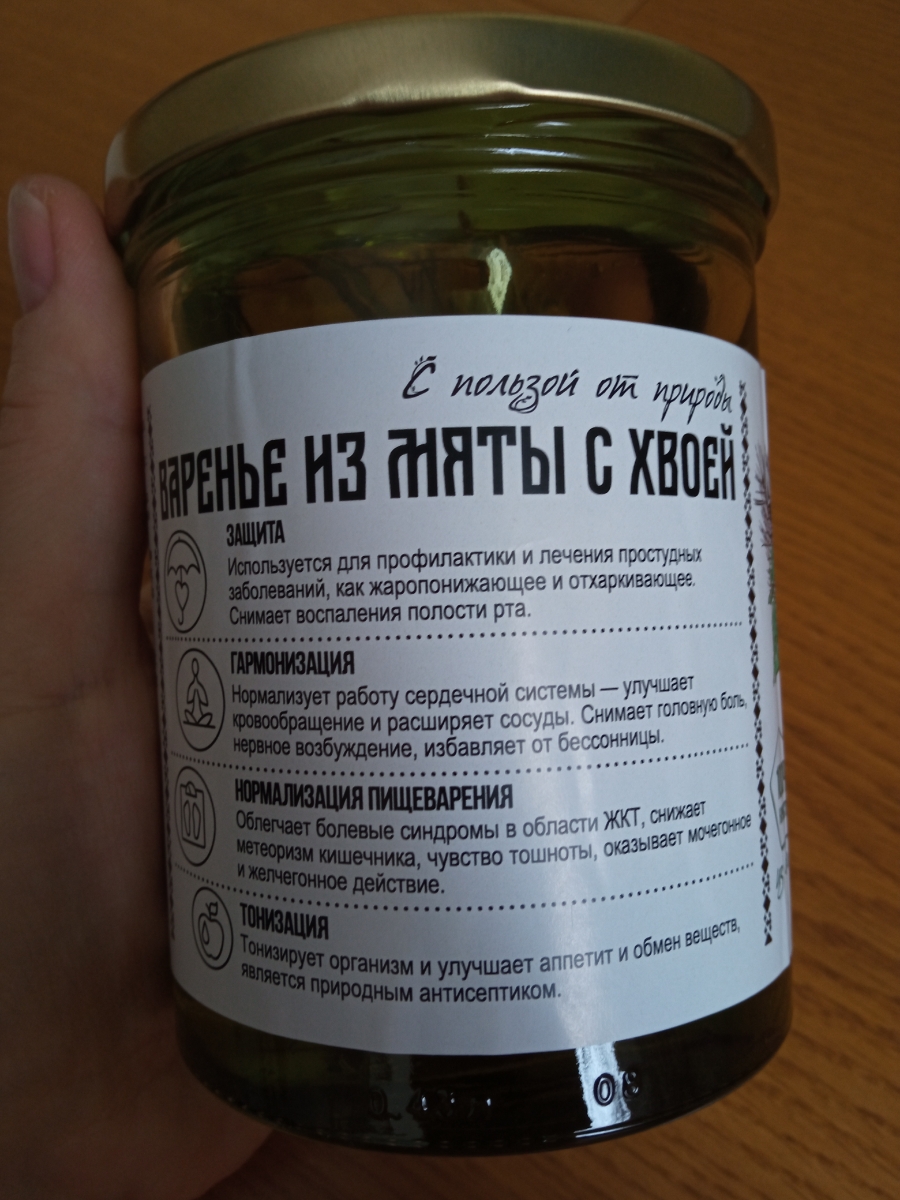 С пользой от природы
ВАРЕНЬЕ ИЗ МЯТЫ С ХВОЕЙ
ЗАЩИТА
Используется для профилактики и лечения простудных
заболеваний, как жаропонижающее и отхаркивающее.
Снимает воспаления полости рта.
ГАРМОНИЗАЦИЯ
Нормализует работу сердечной системы — улучшает
кровообращение и расширяет сосуды. Снимает головную боль,
нервное возбуждение, избавляет от бессонницы.
НОРМАЛИЗАЦИЯ ПИЩЕВАРЕНИЯ
Облегчает болевые синдромы в области ЖКТ, снижает
метеоризм кишечника, чувство тошноты, оказывает мочегонное
и желчегонное действие.
ТОНИЗАЦИЯ
Тонизирует организм и улучшает аппетит и обмен веществ,
является природным антисептиком.
08